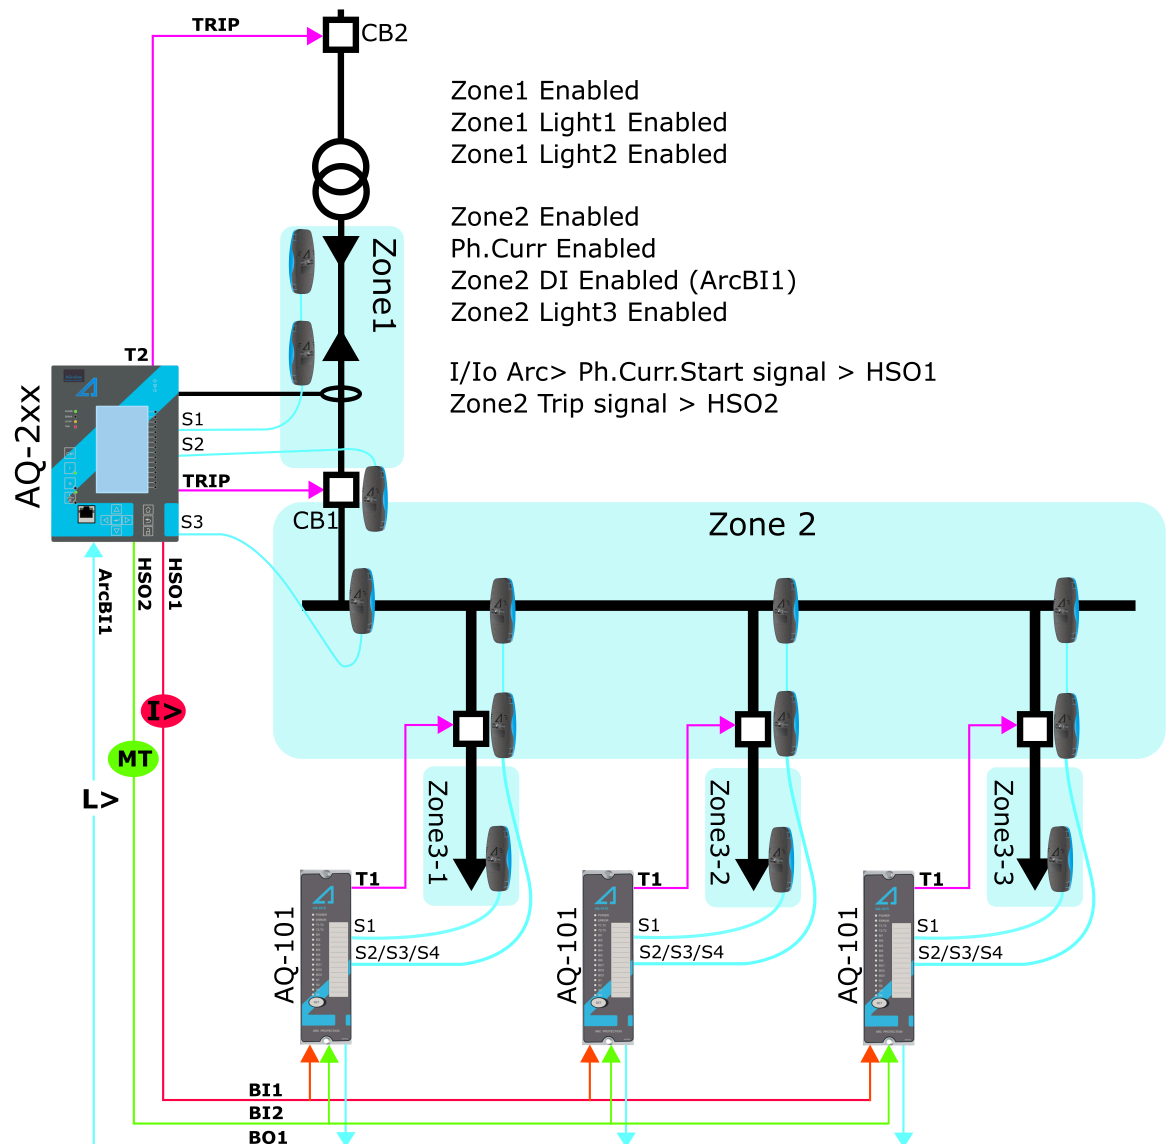 TRIP
CB2
Zone1 Enabled
Zone1 Light1 Enabled
Zone1 Light2 Enabled
Zone2 Enabled
Ph.Curr Enabled
Zone2 DI Enabled (ArcBI1)
Zone2 Light3 Enabled
I/Io Arc> Ph.Curr.Start signal > HSO1
Zone2 Trip signal > HSO2
Zone1
T2
AQ-2xx
S1
S2
TRIP
CB1
S3
Zone 2
ArcBI1
HSO2
HSO1
I>
MT
L>
Zone3-1
Zone3-2
Zone3-3
T1
T1
T1
AQ-101
S1
S2/S3/S4
AQ-101
S1
S2/S3/S4
AQ-101
S1
S2/S3/S4
BI1
BI2
BO1